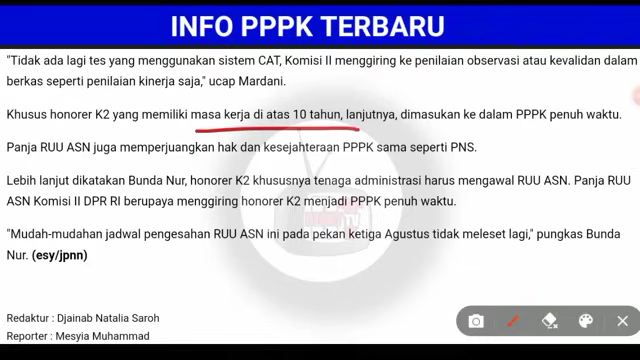 INFO PPPK TERBARU
"Tidak ada lagi tes yang menggunakan sistem CAT, Komisi II menggiring ke penilaian observasi atau kevalidan dalam
berkas seperti penilaian kinerja saja," ucap Mardani.
Khusus honorer K2 yang memiliki masa kerja di atas 10 tahun, lanjutnya, dimasukan ke dalam PPPK penuh waktu.
Panja RUU ASN juga memperjuangkan hak dan kesejahteraan PPPK sama seperti PNS.
Lebih lanjut dikatakan Bunda Nur, honorer K2 khususnya tenaga administrasi harus mengawal RUU ASN. Panja RUU
ASN Komisi II DPR RI berupaya menggiring honorer K2 menjadi PPPK penuh waktu.
"Mudah-mudahan jadwal pengesahan RUU ASN ini pada pekan ketiga Agustus tidak meleset lagi," pungkas Bunda
Nur. (esy/jpnn)
Redaktur : Djainab Natalia Saroh
Reporter : Mesyia Muhammad